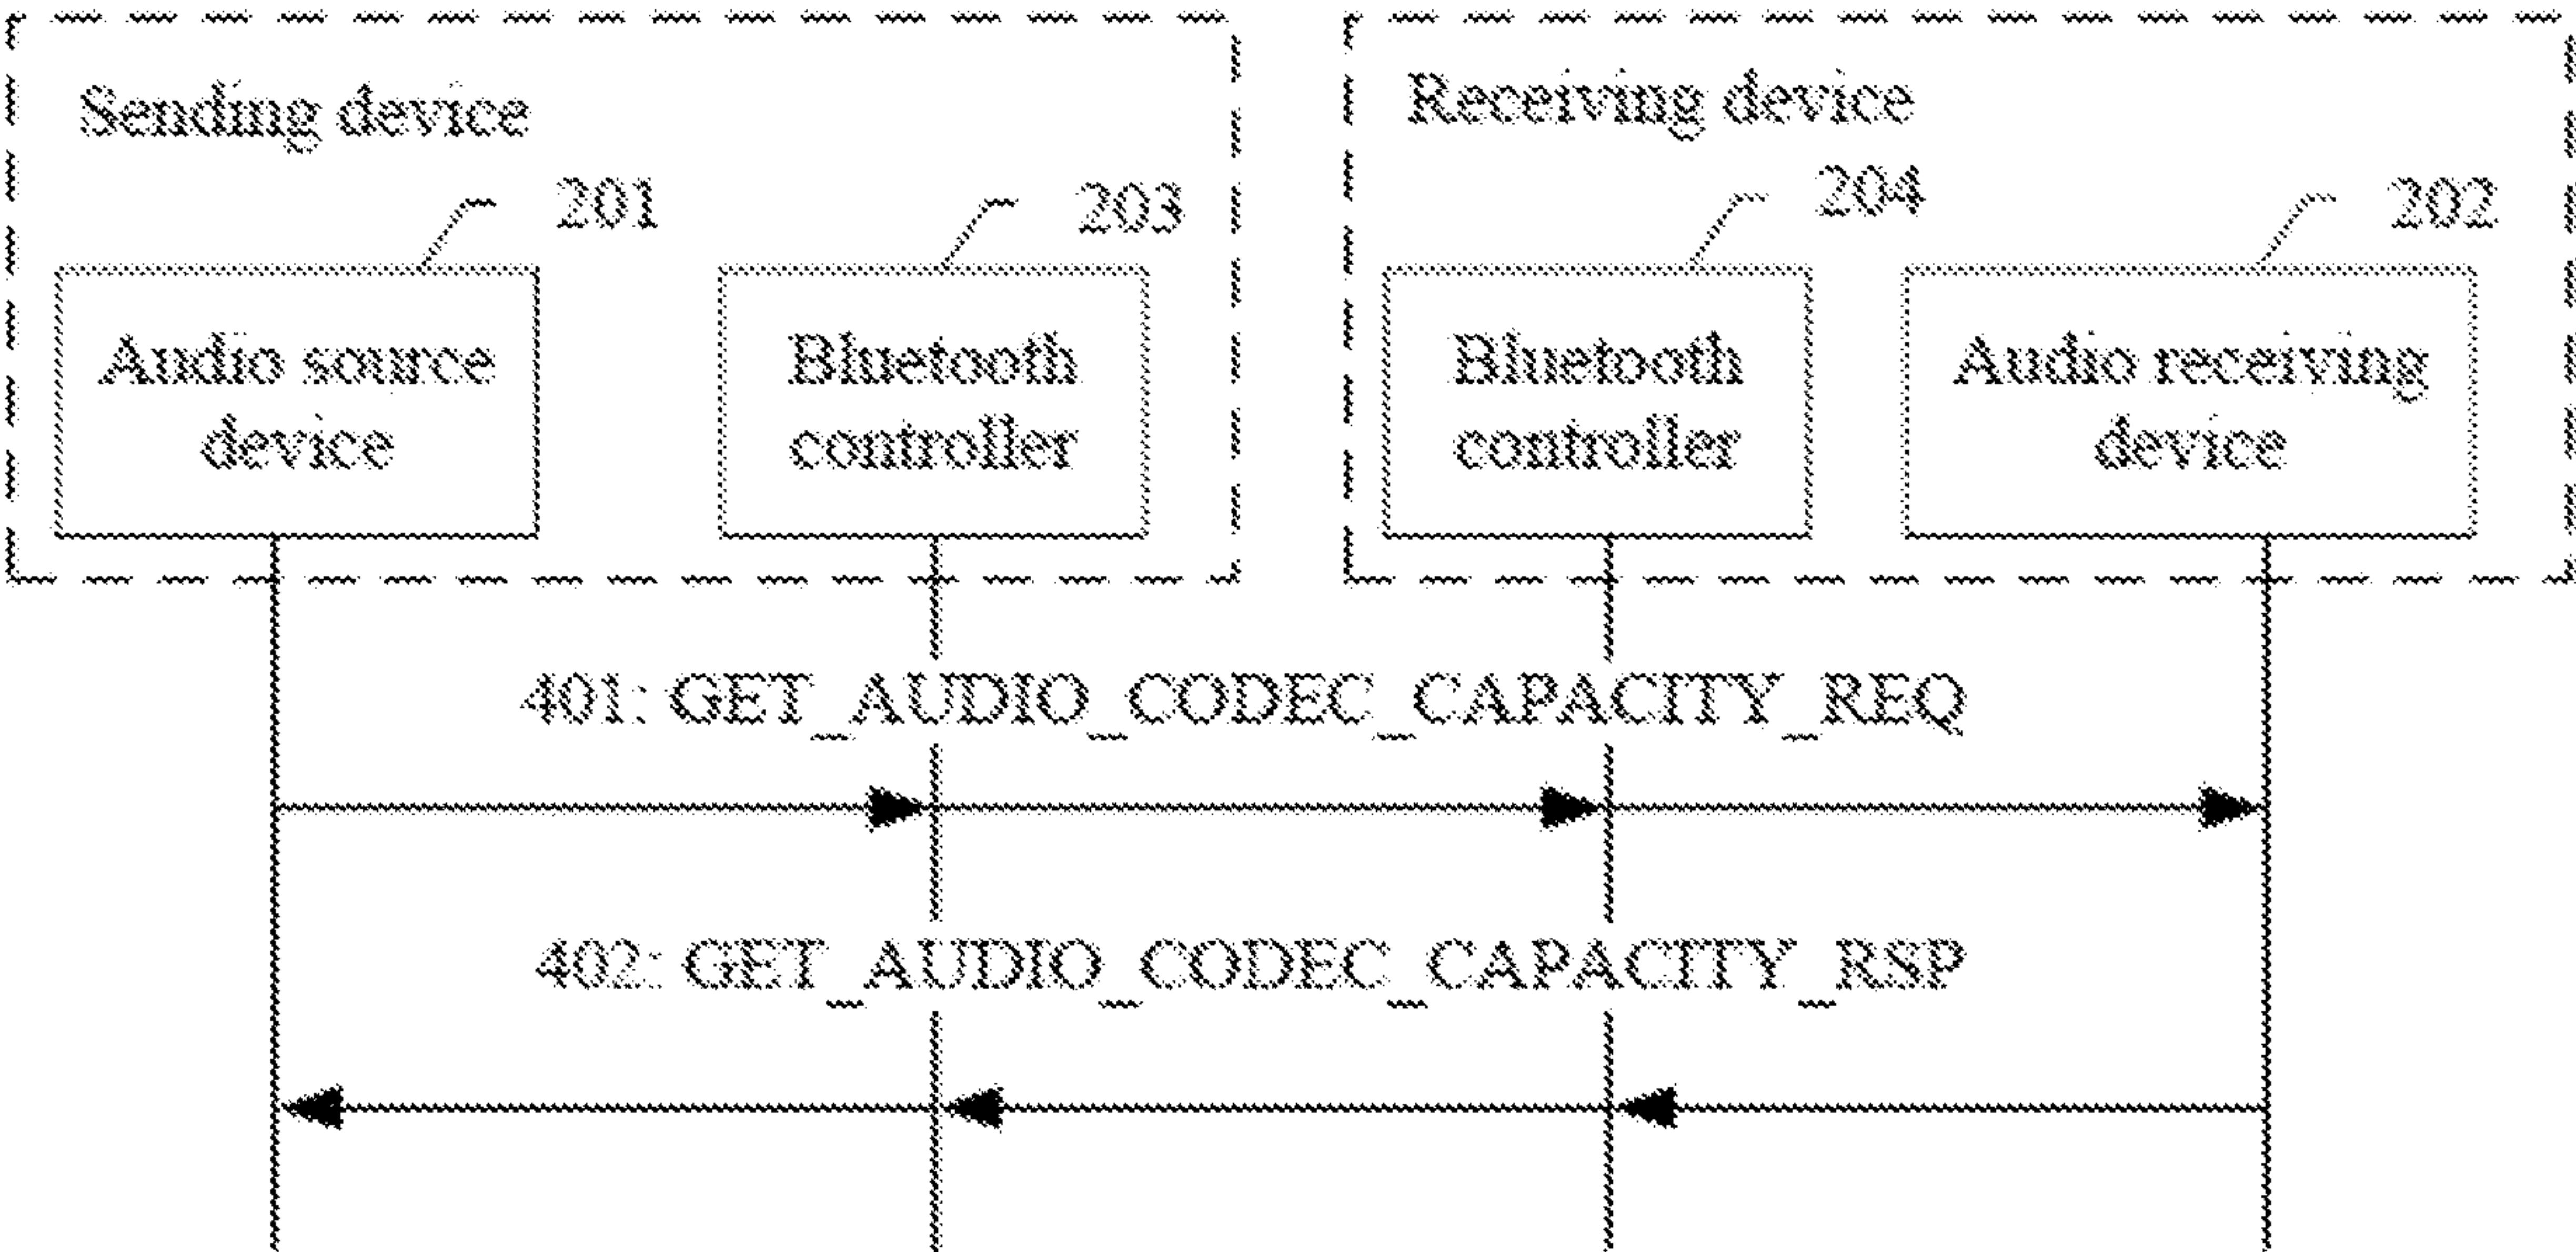 Sending device
Receiving device
201
203
204
202
Audio source
device
Bluetooth
controller
Bluetooth
controller
Audio receiving
device
401: GET_AUDIO_CODEC_CAPACITY_REQ
402: GET_AUDIO_CODEC_CAPACITY_RSP